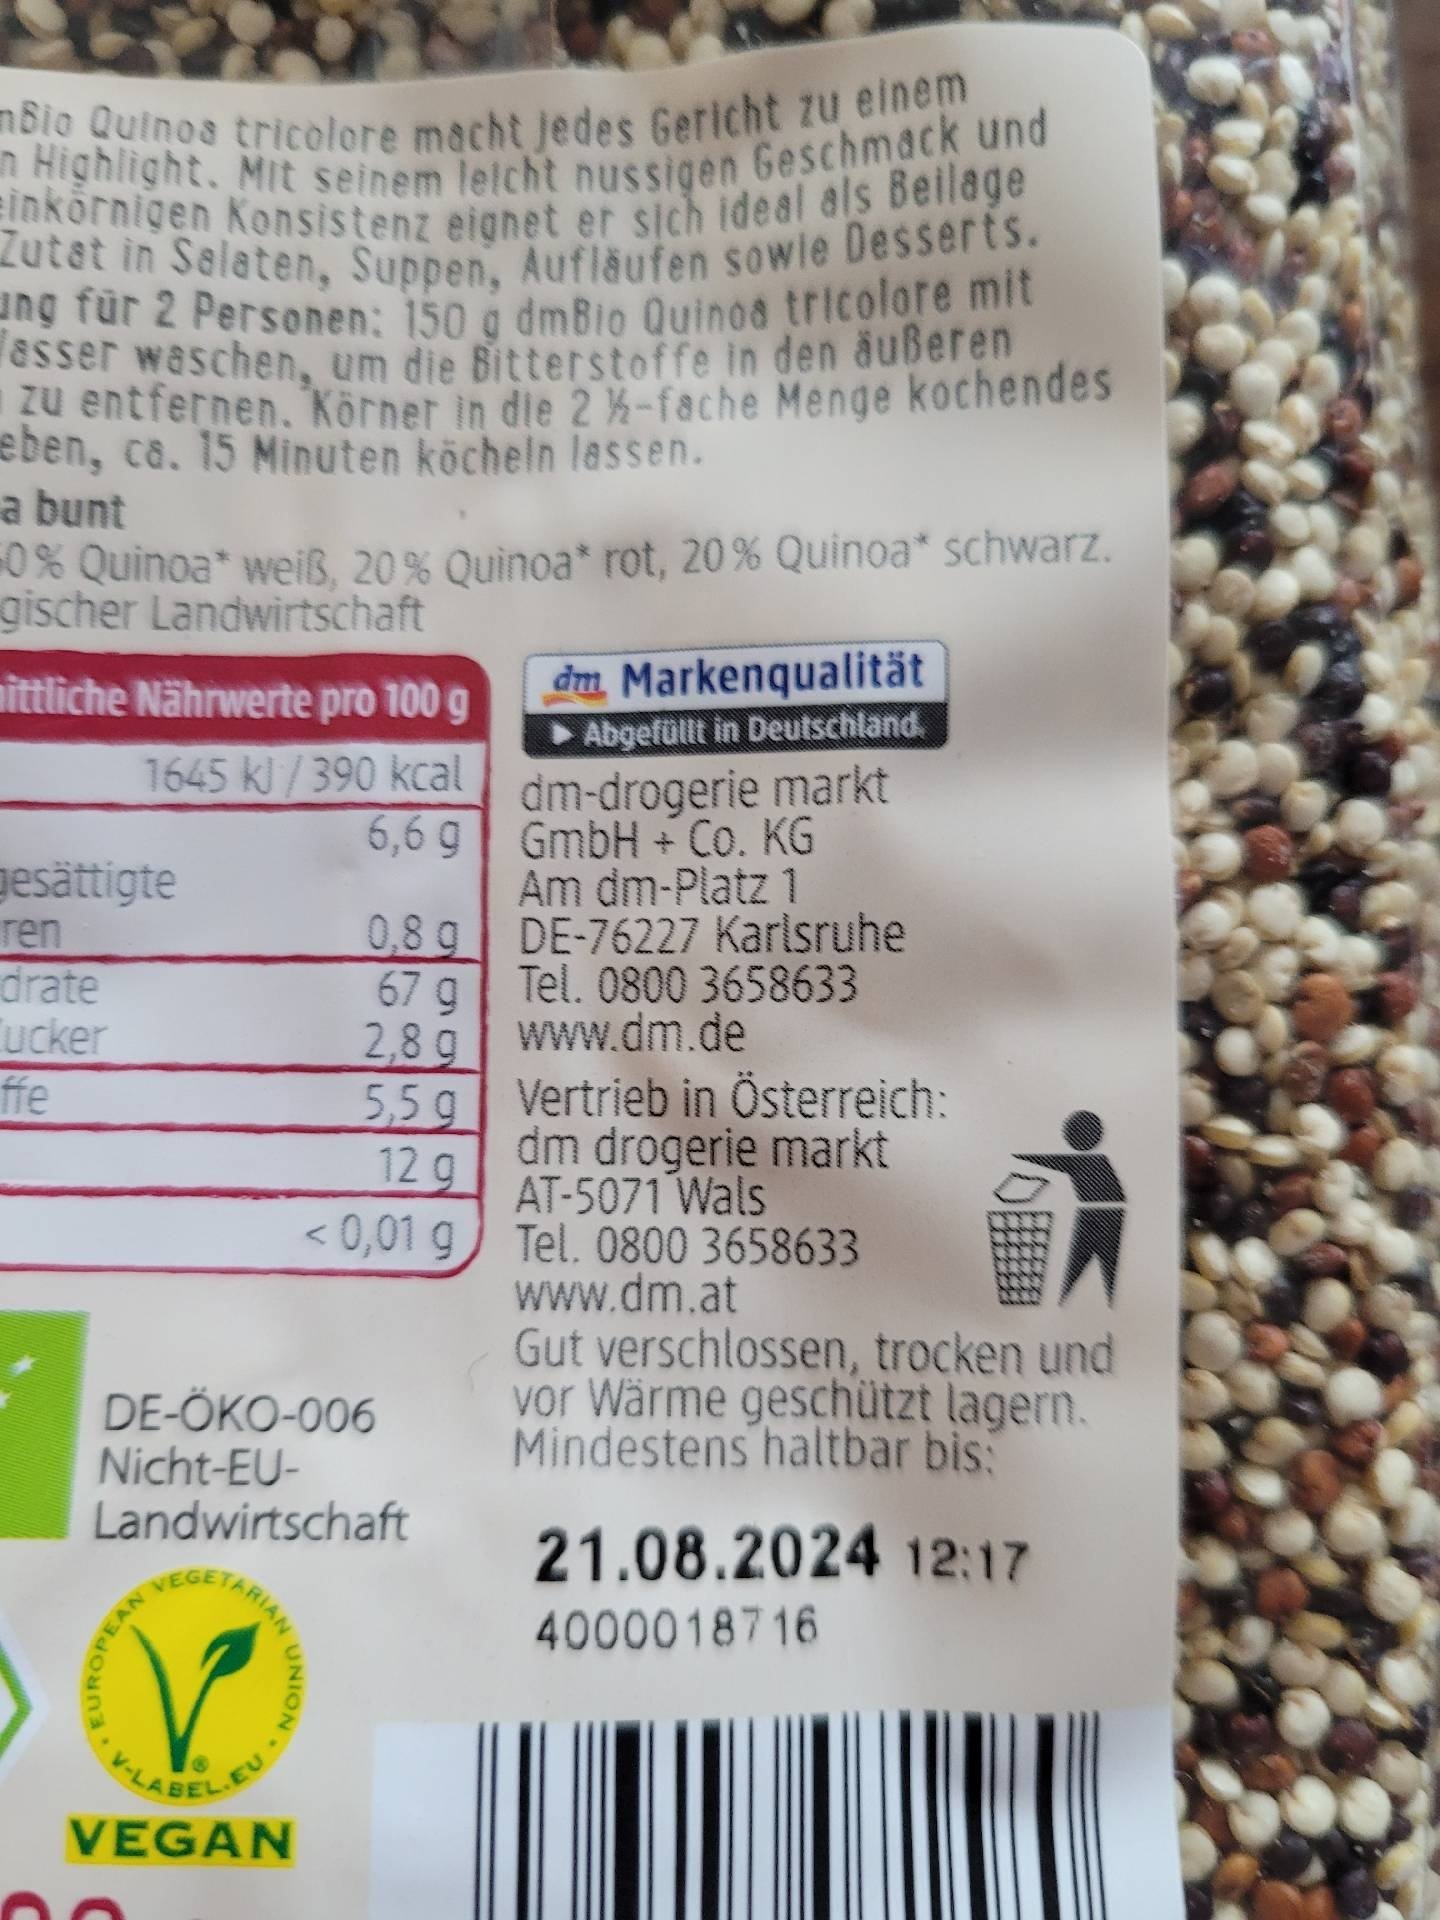 nBio Quinoa tricolore macht jedes Gericht zu einem
n Highlight. Mit seinem leicht nussigen Geschmack und
einkörnigen Konsistenz eignet er sich ideal als Beilage
Zutat in Salaten, Suppen, Aufläufen sowie Desserts.
ung für 2 Personen: 150 g dmBio Quinoa tricolore mit
asser waschen, um die Bitterstoffe in den äußeren
zu entfernen. Körner in die 2 ½-fache Menge kochendes
eben, ca. 15 Minuten köcheln lassen.
a bunt
0% Quinoa* weiß, 20% Quinoa* rot, 20% Quinoa* schwarz.
gischer Landwirtschaft
ittliche Nährwerte pro 100 g
1645 kJ / 390 kcal
6,6 g
gesättigte
ren 0,8 g
drate 67 g
ucker 2,8 g
ffe 5,5 g
12 g
< 0,01 g
dm Markenqualität
Abgefüllt in Deutschland.
dm-drogerie markt
GmbH + Co. KG
Am dm-Platz 1
DE-76227 Karlsruhe
Tel. 0800 3658633
www.dm.de
Vertrieb in Österreich:
dm drogerie markt
AT-5071 Wals
Tel. 0800 3658633
www.dm.at
Gut verschlossen, trocken und
vor Wärme geschützt lagern.
Mindestens haltbar bis:
21.08.2024 12:17
4000018716
DE-ÖKO-006
Nicht-EU-
Landwirtschaft
EUROPEAN VEGETARIAN UNION
V-LABEL.EU
®
VEGAN